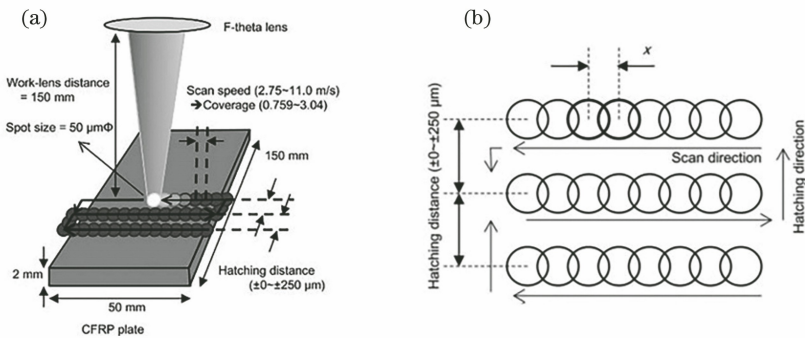 (a)
F-theta lens
Work-lens distance
= 150 mm
Spot size = 50 μmΦ
Scan speed (2.75~11.0 m/s)
➔Coverage (0.759~3.04)
150 mm
2 mm
50 mm
Hatching distance
(±0~±250 μm)
CFRP plate
(b)
x
Hatching distance (±0~±250 μm)
Scan direction
Hatching direction